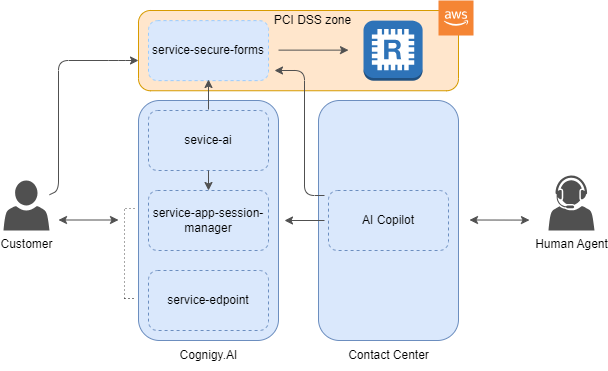 PCI DSS zone
aws
service-secure-forms
R
sevice-ai
service-app-session-
manager
AI Copilot
Customer
Human Agent
service-edpoint
Cognigy.AI
Contact Center